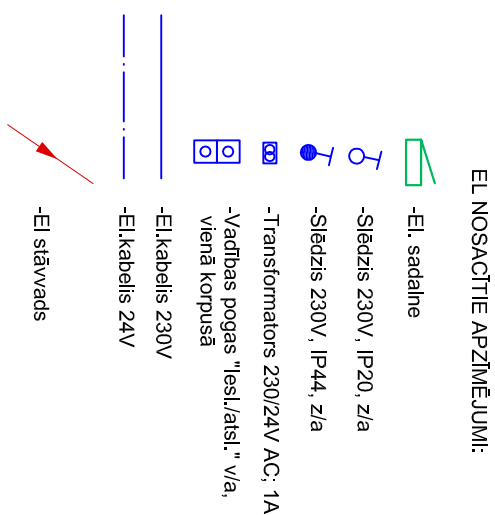 EL NOSACĪTIE APZĪMĒJUMI:
-El. sadalne
-Slēdzis 230V, IP20, z/a
-Slēdzis 230V, IP44, z/a
-Transformators 230/24V AC; 1A
-Vadības pogas "Iesl./atsl." v/a,
vienā korpusā
-El.kabelis 230V
-El.kabelis 24V
-El stāvvads